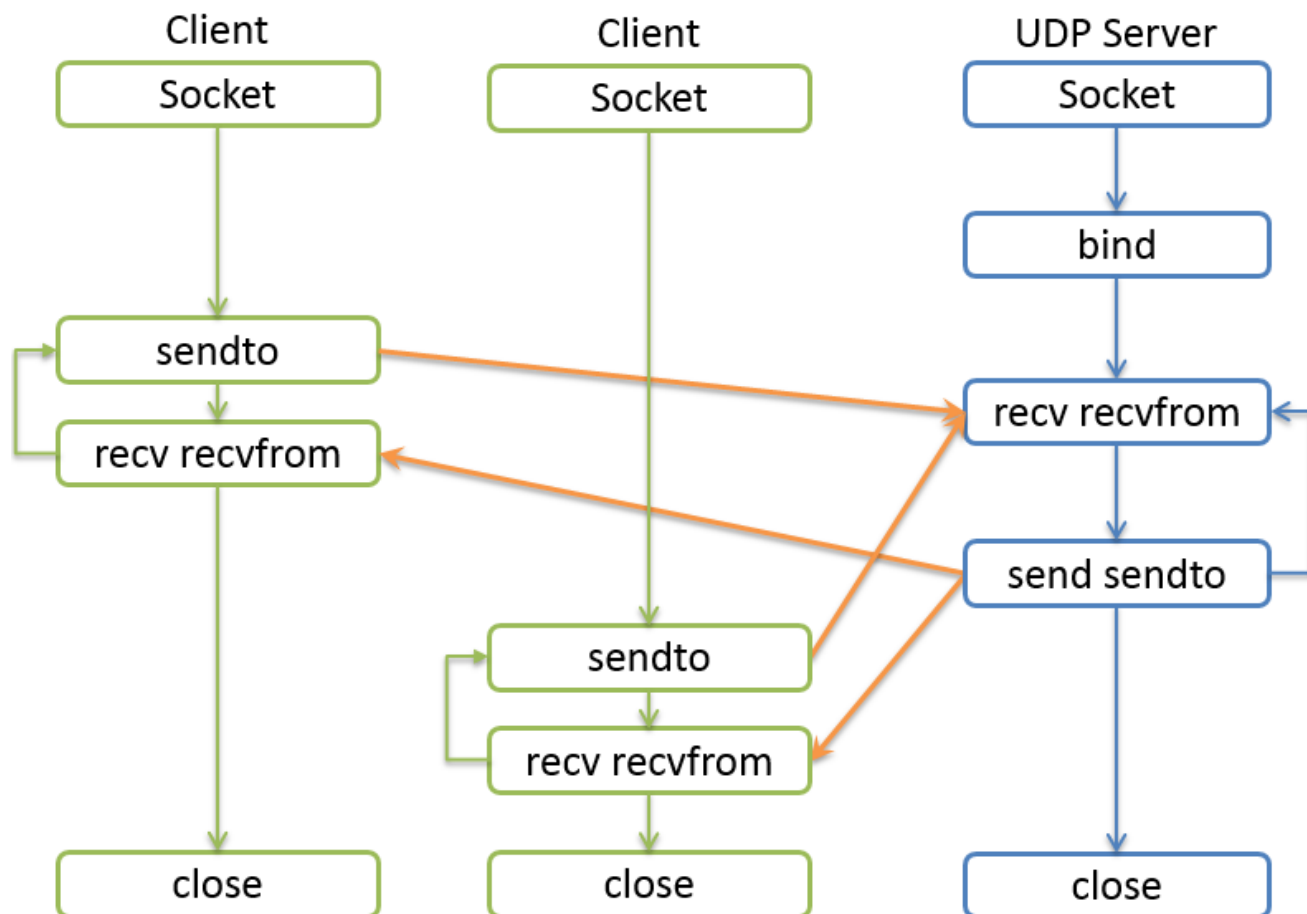 Client
Socket
sendto
recv recvfrom
close
Client
Socket
sendto
recv recvfrom
close
UDP Server
Socket
bind
recv recvfrom
send sendto
close